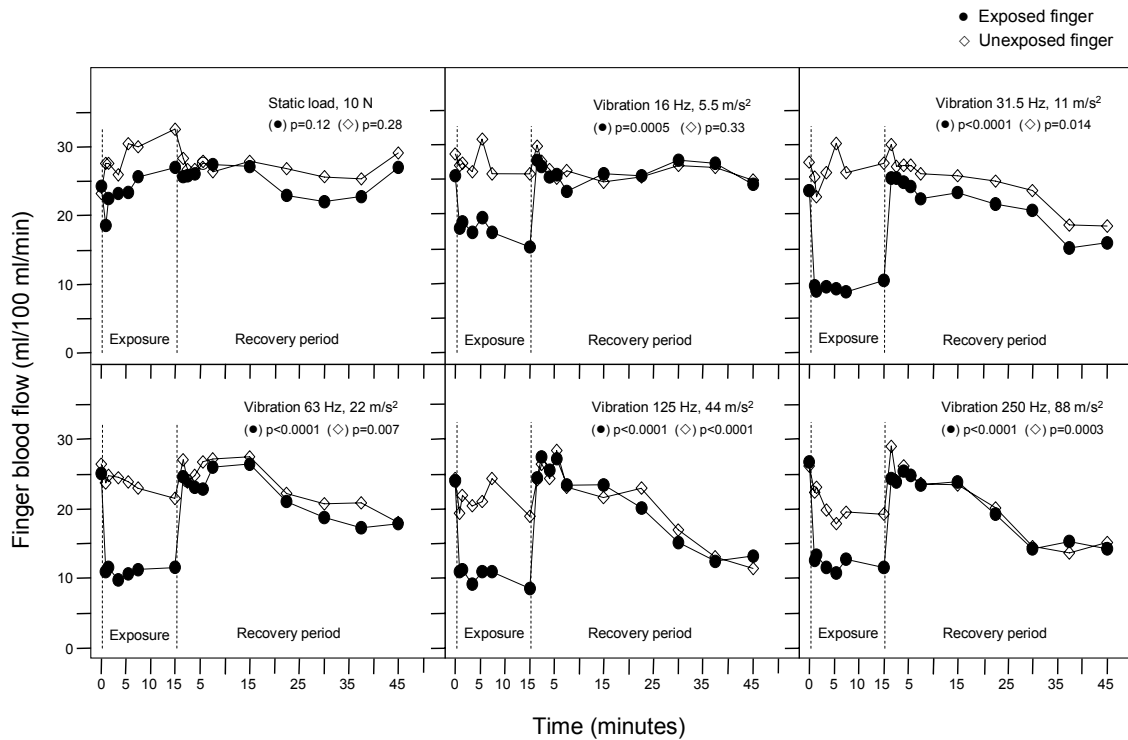 ● Exposed finger
◇ Unexposed finger
Static load, 10 N
(●) p=0.12 (◇) p=0.28
Vibration 16 Hz, 5.5 m/s²
(●) p=0.0005 (◇) p=0.33
Vibration 31.5 Hz, 11 m/s²
(●) p<0.0001 (◇) p=0.014
30
20
10
0
Exposure Recovery period
Exposure Recovery period
Exposure Recovery period
Vibration 63 Hz, 22 m/s²
(●) p<0.0001 (◇) p=0.007
Vibration 125 Hz, 44 m/s²
(●) p<0.0001 (◇) p<0.0001
Vibration 250 Hz, 88 m/s²
(●) p<0.0001 (◇) p=0.0003
30
20
10
0
Exposure Recovery period
Exposure Recovery period
Exposure Recovery period
0 5 10 15 5 15 30 45
0 5 10 15 5 15 30 45
0 5 10 15 5 15 30 45
Finger blood flow (ml/100 ml/min)
Time (minutes)